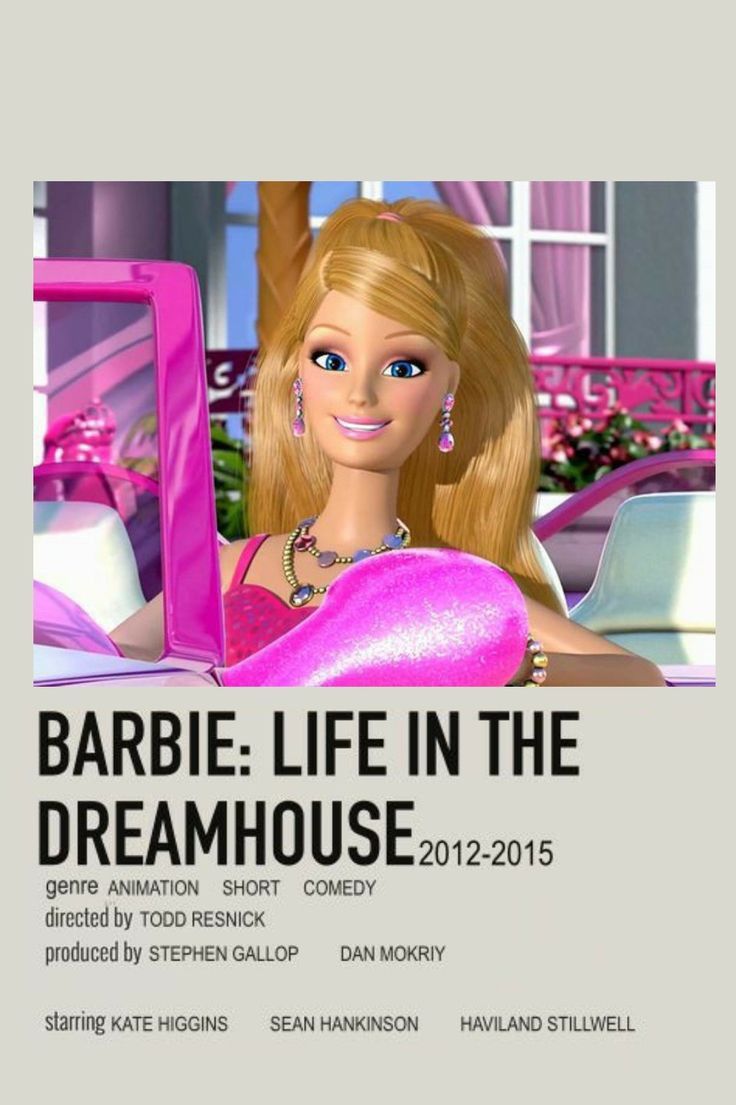 BARBIE: LIFE IN THE
DREAMHOUSE 2012-2015
genre ANIMATION SHORT COMEDY
directed by TODD RESNICK
produced by STEPHEN GALLOP DAN MOKRIY
starring KATE HIGGINS SEAN HANKINSON HAVILAND STILLWELL